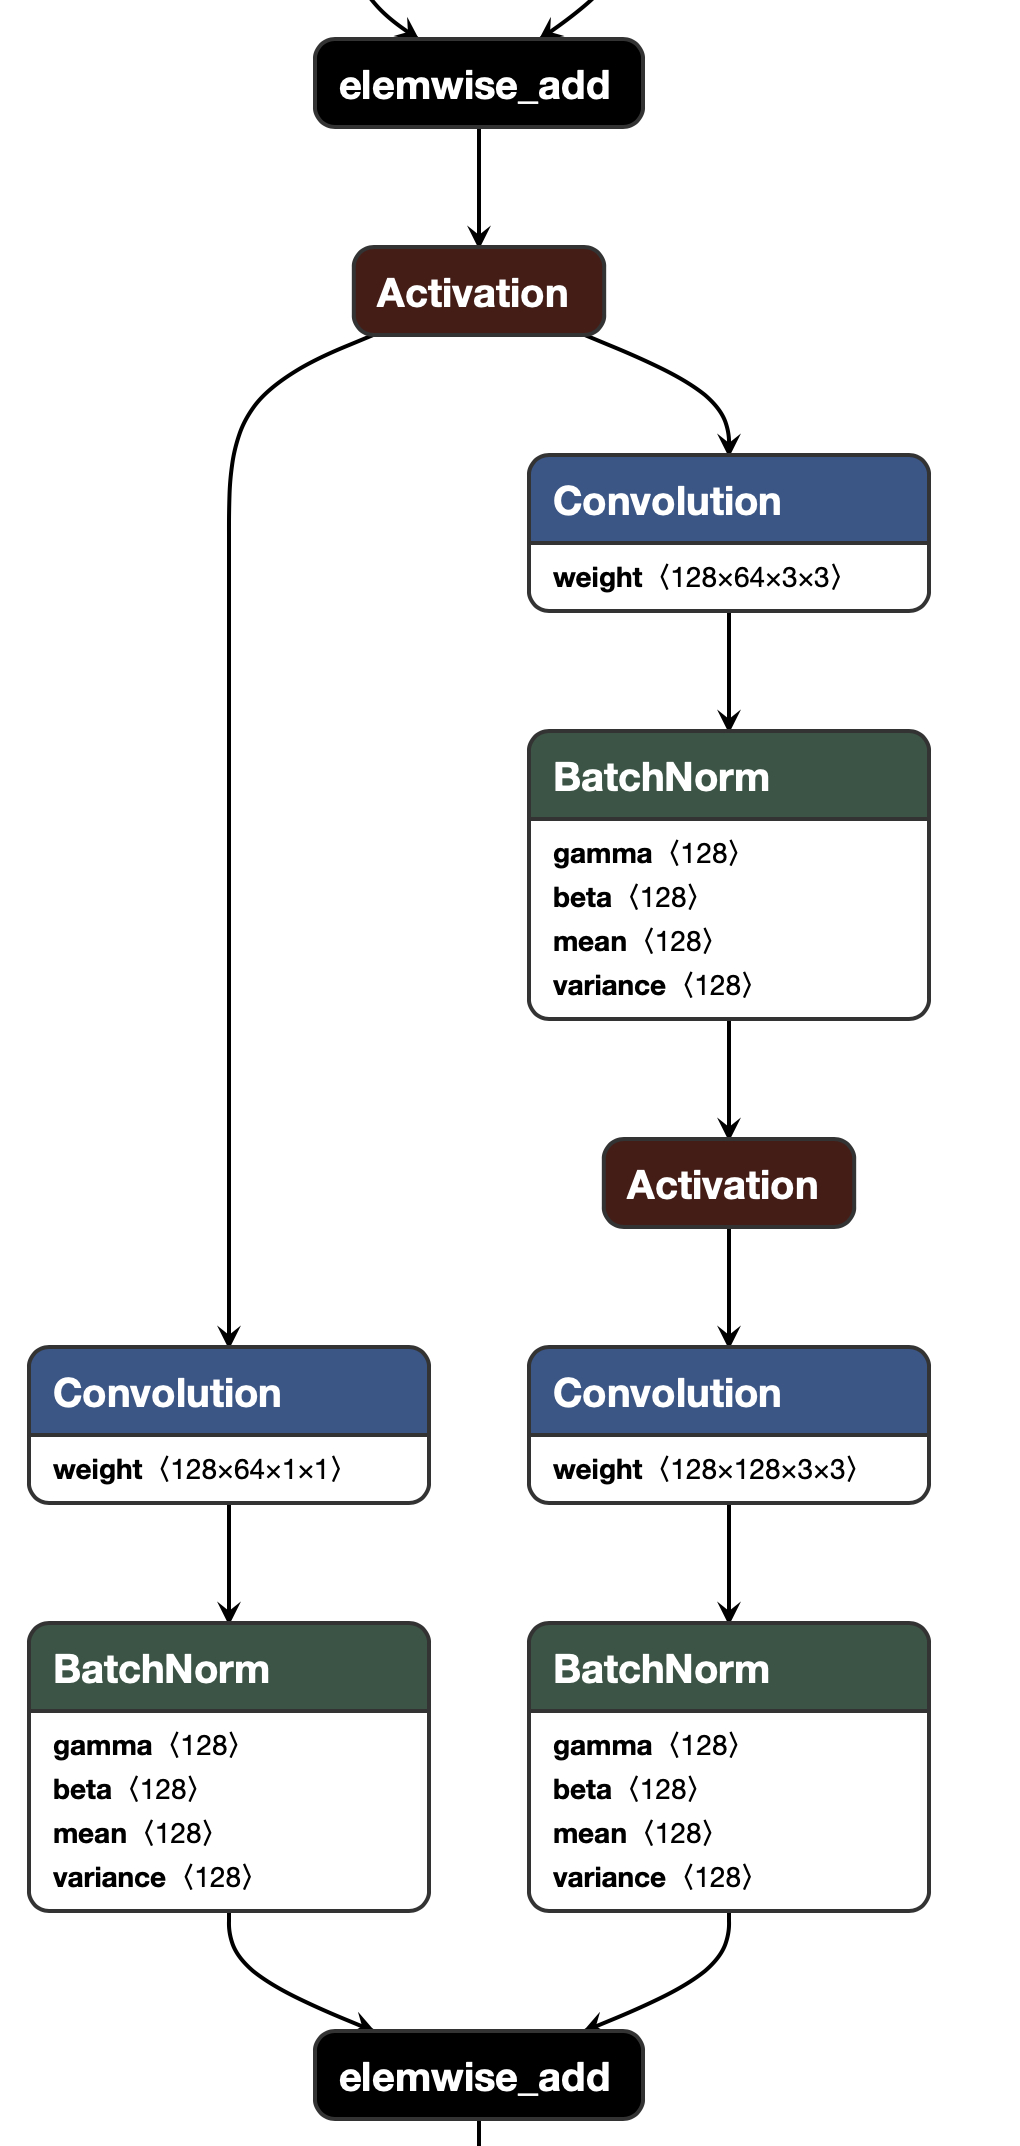 elemwise_add
Activation
Convolution
weight〈128×64×3×3〉
BatchNorm
gamma〈128〉
beta〈128〉
mean〈128〉
variance〈128〉
Activation
Convolution
weight〈128×64×1×1〉
Convolution
weight〈128×128×3×3〉
BatchNorm
gamma〈128〉
beta〈128〉
mean〈128〉
variance〈128〉
BatchNorm
gamma〈128〉
beta〈128〉
mean〈128〉
variance〈128〉
elemwise_add